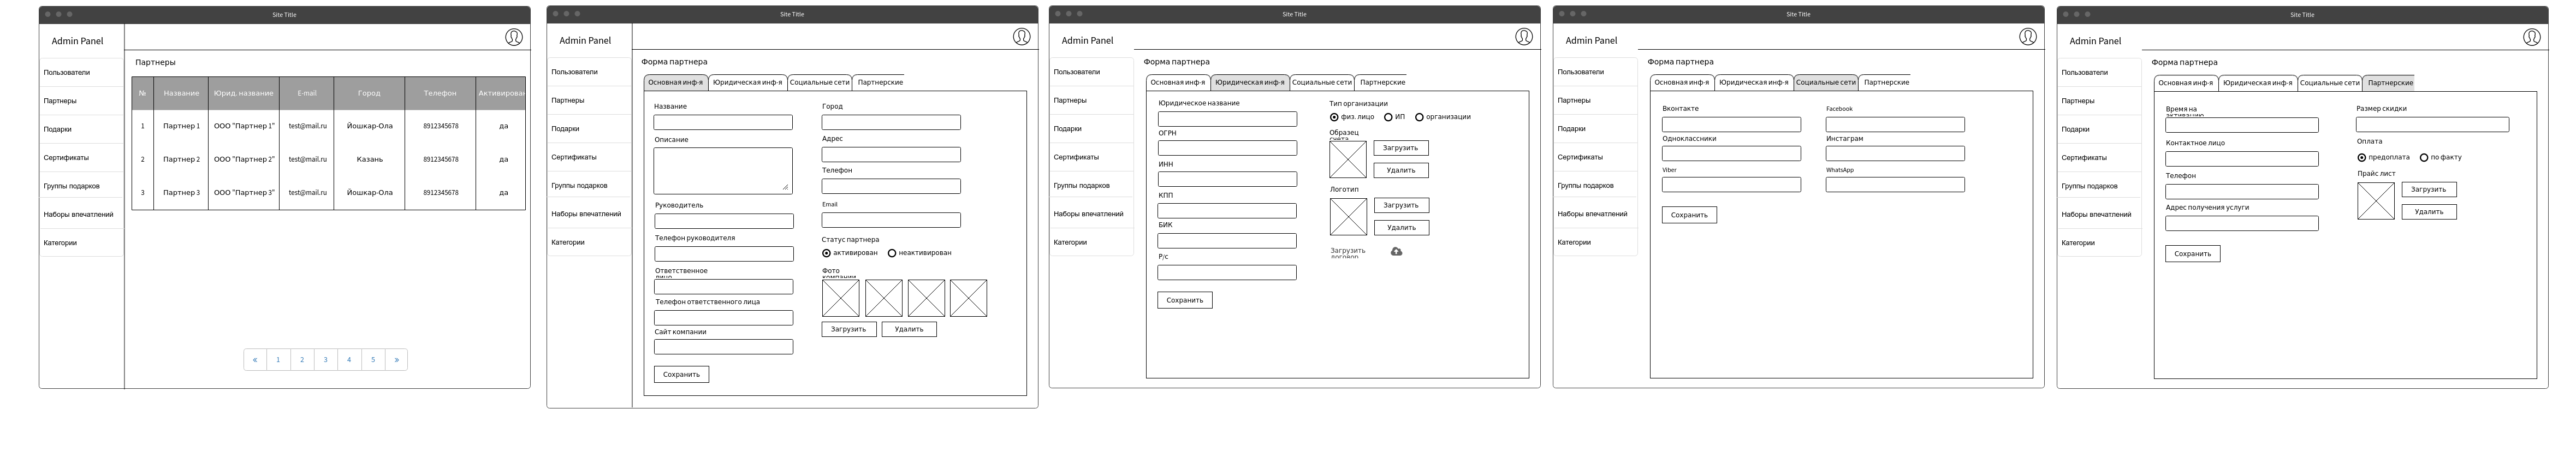 Site Title
Admin Panel
Пользователи
Партнеры
Подарки
Сертификаты
Группы подарков
Наборы впечатлений
Категории
Партнеры
№ Название Юрид. название E-mail Город Телефон Активирован
1 Партнер 1 ООО "Партнер 1" test@mail.ru Йошкар-Ола 8912345678 да
2 Партнер 2 ООО "Партнер 2" test@mail.ru Казань 8912345678 да
3 Партнер 3 ООО "Партнер 3" test@mail.ru Йошкар-Ола 8912345678 да
« 1 2 3 4 5 »
Site Title
Admin Panel
Пользователи
Партнеры
Подарки
Сертификаты
Группы подарков
Наборы впечатлений
Категории
Форма партнера
Основная инф-я Юридическая инф-я Социальные сети Партнерские
Название
Описание
Руководитель
Телефон руководителя
Ответственное
лицо
Телефон ответственного лица
Сайт компании
Сохранить
Город
Адрес
Телефон
Email
Статус партнера
активирован неактивирован
Фото
компании
Загрузить Удалить
Site Title
Admin Panel
Пользователи
Партнеры
Подарки
Сертификаты
Группы подарков
Наборы впечатлений
Категории
Форма партнера
Основная инф-я Юридическая инф-я Социальные сети Партнерские
Юридическое название
ОГРН
ИНН
КПП
БИК
Р/с
Сохранить
Тип организации
физ. лицо ИП организации
Образец
счета
Загрузить
Удалить
Логотип
Загрузить
Удалить
Загрузить
договор
Site Title
Admin Panel
Пользователи
Партнеры
Подарки
Сертификаты
Группы подарков
Наборы впечатлений
Категории
Форма партнера
Основная инф-я Юридическая инф-я Социальные сети Партнерские
Вконтакте
Одноклассники
Viber
Сохранить
Facebook
Инстаграм
WhatsApp
Site Title
Admin Panel
Пользователи
Партнеры
Подарки
Сертификаты
Группы подарков
Наборы впечатлений
Категории
Форма партнера
Основная инф-я Юридическая инф-я Социальные сети Партнерские
Время на
активацию
Контактное лицо
Телефон
Адрес получения услуги
Сохранить
Размер скидки
Оплата
предоплата по факту
Прайс лист
Загрузить
Удалить